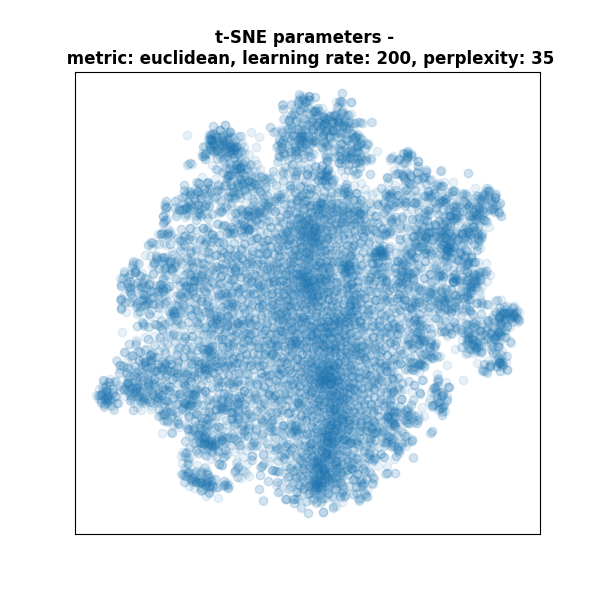 t-SNE parameters -
metric: euclidean, learning rate: 200, perplexity: 35